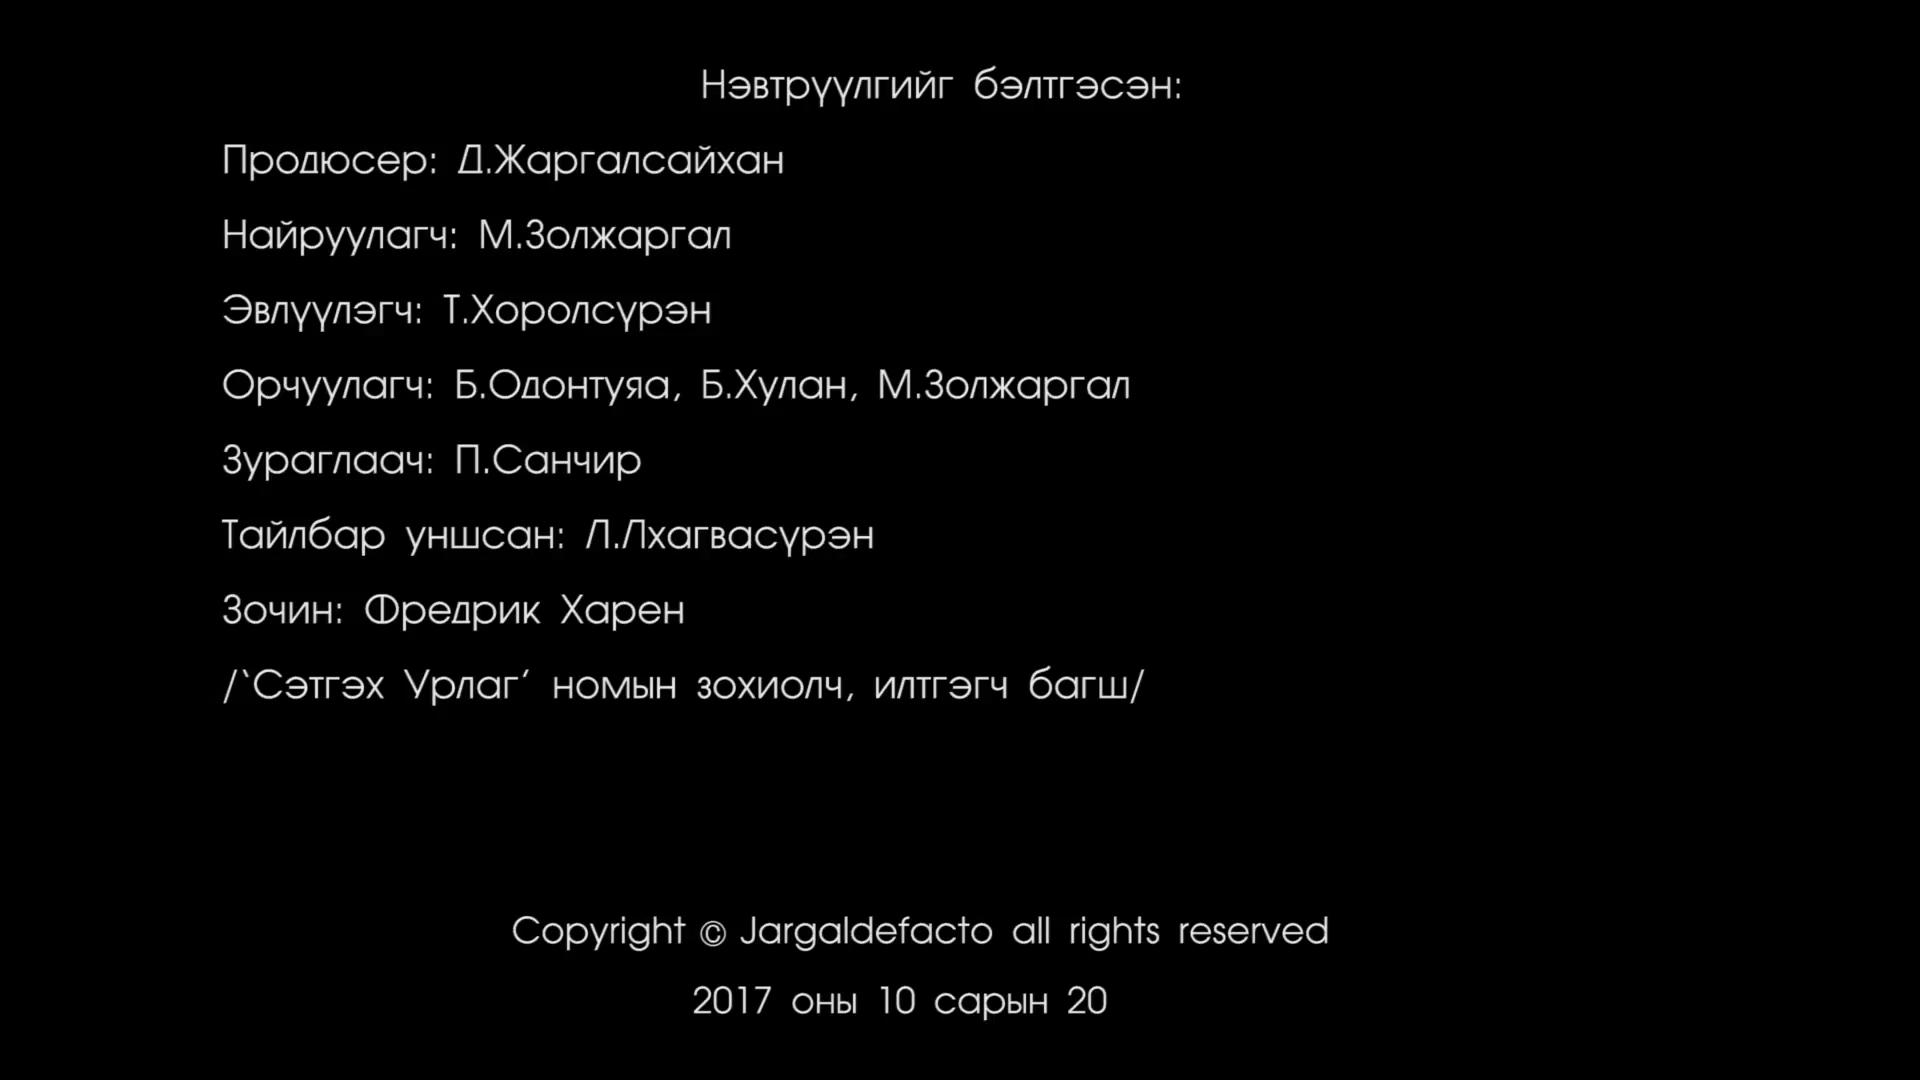 Нэвтрүүлгийг бэлтгэсэн:
Продюсер: Д.Жаргалсайхан
Найруулагч: М.Золжаргал
Эвлүүлэгч: Т.Хоролсүрэн
Орчуулагч: Б.Одонтуяа, Б.Хулан, М.Золжаргал
Зураглаач: П.Санчир
Тайлбар уншсан: Л.Лхагвасүрэн
Зочин: Фредрик Харен
/‘Сэтгэх Урлаг’ номын зохиолч, илтгэгч багш/
Copyright © Jargaldefacto all rights reserved
2017 оны 10 сарын 20